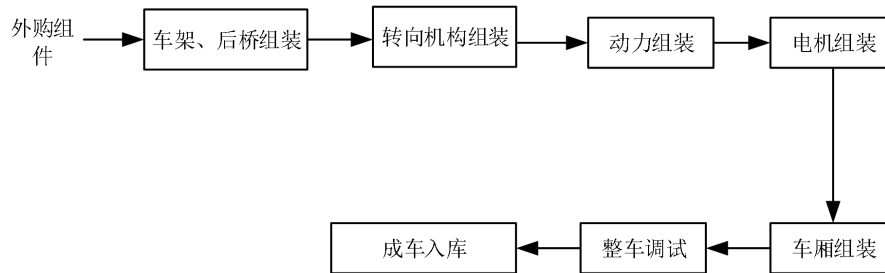 外购组
件
车架、后桥组装
转向机构组装
动力组装
电机组装
车厢组装
整车调试
成车入库